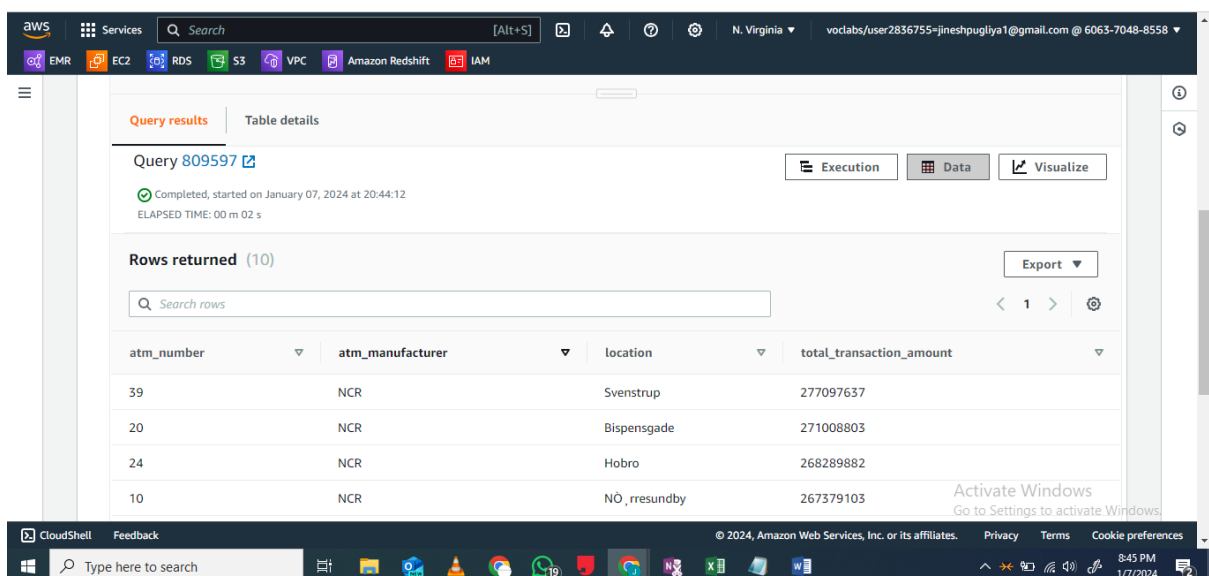 aws Services Search [Alt+S] N. Virginia ▼ voclabs/user2836755=jineshpugliya1@gmail.com @ 6063-7048-8558 ▼
EMR EC2 RDS S3 VPC Amazon Redshift IAM
Query results Table details
Query 809597 Execution Data Visualize
Completed, started on January 07, 2024 at 20:44:12
ELAPSED TIME: 00 m 02 s
Rows returned (10) Export ▼
Search rows < 1 >
atm_number atm_manufacturer location total_transaction_amount
39 NCR Svenstrup 277097637
20 NCR Bispensgade 271008803
24 NCR Hobro 268289882
10 NCR NÒ¸rresundby 267379103
Activate Windows
Go to Settings to activate Windows.
CloudShell Feedback © 2024, Amazon Web Services, Inc. or its affiliates. Privacy Terms Cookie preferences
Type here to search 19 8:45 PM
1/7/2024 2